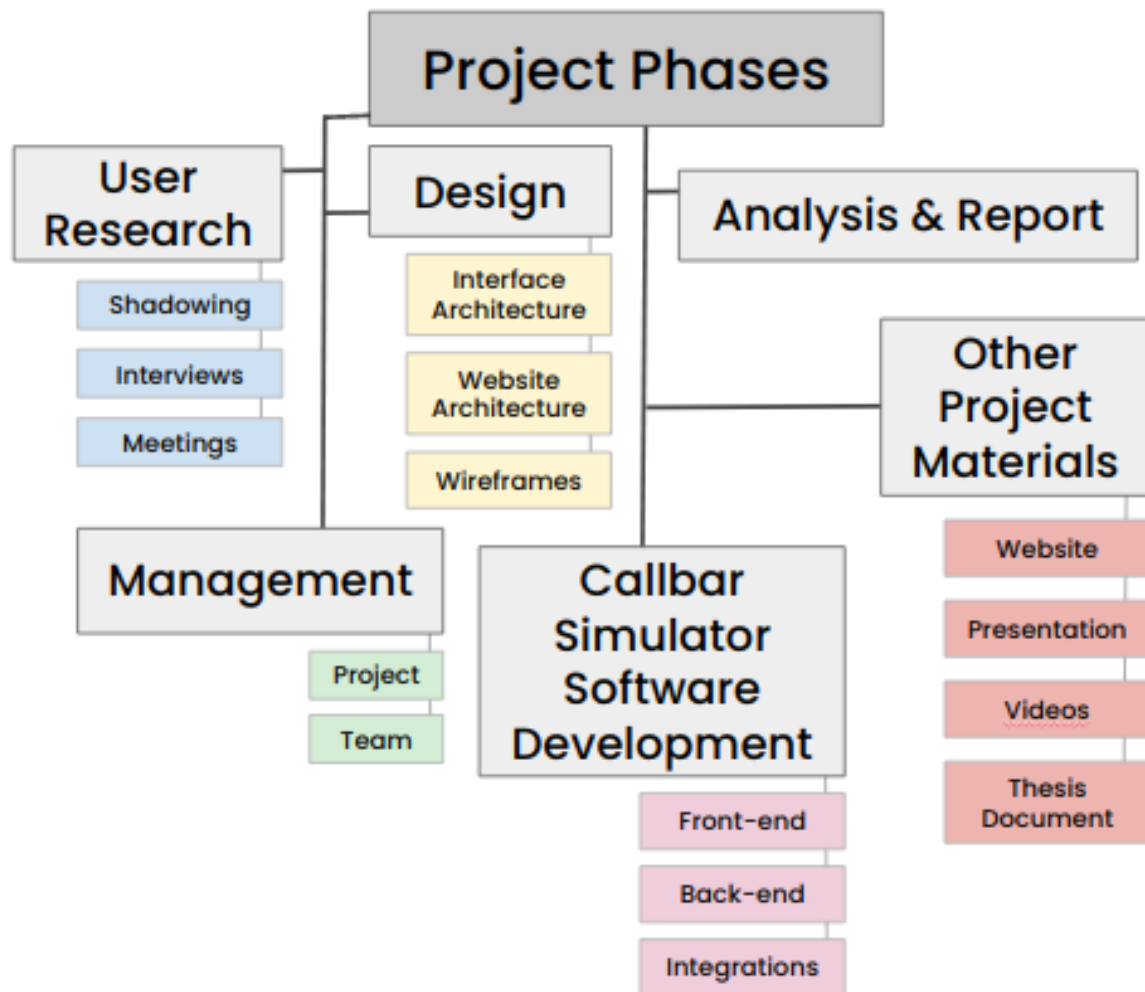 Project Phases
User
Research
Shadowing
Interviews
Meetings
Design
Interface
Architecture
Website
Architecture
Wireframes
Analysis & Report
Other
Project
Materials
Website
Presentation
Videos
Thesis
Document
Management
Project
Team
Callbar
Simulator
Software
Development
Front-end
Back-end
Integrations